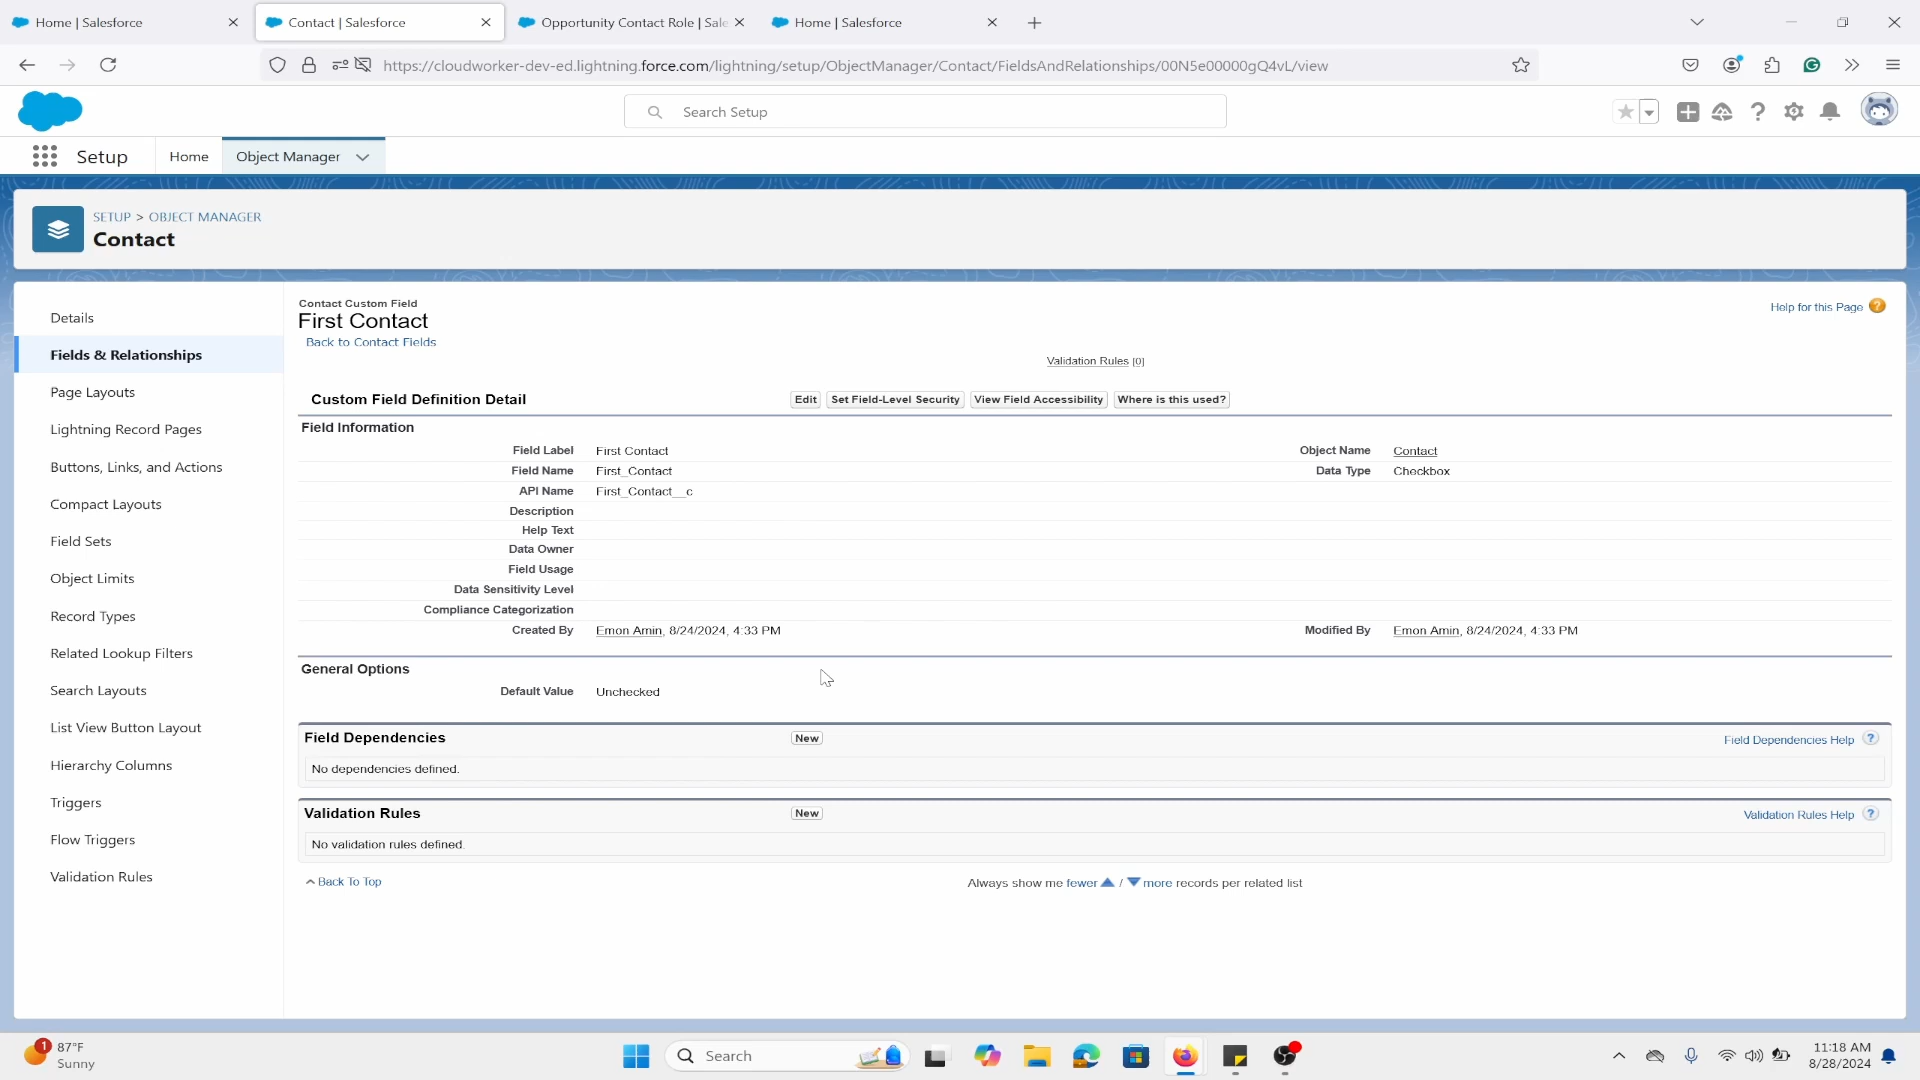 Home | Salesforce
Contact | Salesforce
Opportunity Contact Role | Sale
Home | Salesforce
https://cloudworker-dev-ed.lightning.force.com/lightning/setup/ObjectManager/Contact/FieldsAndRelationships/00N5e00000gQ4vL/view
Search Setup
Setup
Home
Object Manager
SETUP > OBJECT MANAGER
Contact
Details
Fields & Relationships
Page Layouts
Lightning Record Pages
Buttons, Links, and Actions
Compact Layouts
Field Sets
Object Limits
Record Types
Related Lookup Filters
Search Layouts
List View Button Layout
Hierarchy Columns
Triggers
Flow Triggers
Validation Rules
Contact Custom Field
First Contact
Back to Contact Fields
Help for this Page
Validation Rules [0]
Custom Field Definition Detail
Edit
Set Field-Level Security
View Field Accessibility
Where is this used?
Field Information
Field Label First Contact
Object Name Contact
Field Name First_Contact
Data Type Checkbox
API Name First_Contact__c
Description
Help Text
Data Owner
Field Usage
Data Sensitivity Level
Compliance Categorization
Created By Emon Amin, 8/24/2024, 4:33 PM
Modified By Emon Amin, 8/24/2024, 4:33 PM
General Options
Default Value Unchecked
Field Dependencies
New
Field Dependencies Help ?
No dependencies defined.
Validation Rules
New
Validation Rules Help ?
No validation rules defined.
Back To Top
Always show me fewer / more records per related list
1
87°F
Sunny
Search
11:18 AM
8/28/2024